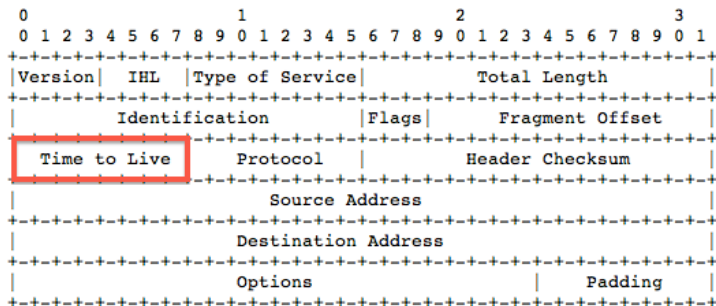 0 1 2 3
0 1 2 3 4 5 6 7 8 9 0 1 2 3 4 5 6 7 8 9 0 1 2 3 4 5 6 7 8 9 0 1
+-+-+-+-+-+-+-+-+-+-+-+-+-+-+-+-+-+-+-+-+-+-+-+-+-+-+-+-+-+-+-+-+
|Version| IHL |Type of Service| Total Length |
+-+-+-+-+-+-+-+-+-+-+-+-+-+-+-+-+-+-+-+-+-+-+-+-+-+-+-+-+-+-+-+-+
| Identification |Flags| Fragment Offset |
+-+-+-+-+-+-+-+-+-+-+-+-+-+-+-+-+-+-+-+-+-+-+-+-+-+-+-+-+-+-+-+-+
Time to Live Protocol | Header Checksum |
+-+-+-+-+-+-+-+-+-+-+-+-+-+-+-+-+-+-+-+-+-+-+-+-+-+-+-+-+-+-+-+-+
| Source Address |
+-+-+-+-+-+-+-+-+-+-+-+-+-+-+-+-+-+-+-+-+-+-+-+-+-+-+-+-+-+-+-+-+
| Destination Address |
+-+-+-+-+-+-+-+-+-+-+-+-+-+-+-+-+-+-+-+-+-+-+-+-+-+-+-+-+-+-+-+-+
| Options | Padding |
+-+-+-+-+-+-+-+-+-+-+-+-+-+-+-+-+-+-+-+-+-+-+-+-+-+-+-+-+-+-+-+-+